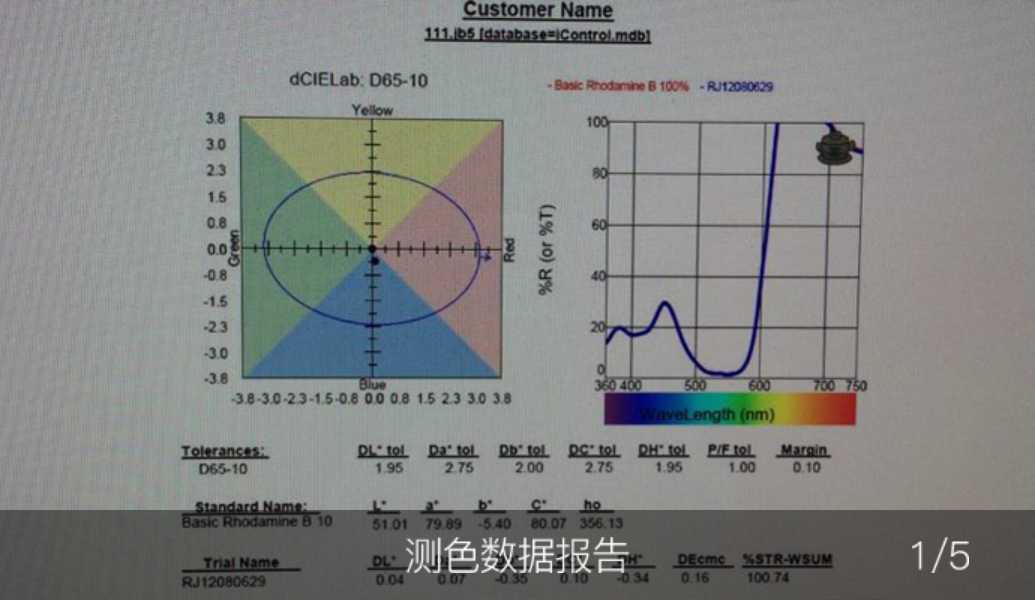 Customer Name
111.jb5 [database=iControl.mdb]
dCIELab: D65-10
- Basic Rhodamine B 100% - RJ12080629
Yellow
3.8
3.0
2.3
1.5
0.8
0.0
-0.8
-1.5
-2.3
-3.0
-3.8
Green
Red
Blue
-3.8 -3.0 -2.3 -1.5 -0.8 0.0 0.8 1.5 2.3 3.0 3.8
%R (or %T)
100
80
60
40
20
0
360 400 500 600 700 750
WaveLength (nm)
Tolerances: DL* tol Da* tol Db* tol DC* tol DH* tol P/F tol Margin
D65-10 1.95 2.75 2.00 2.75 1.95 1.00 0.10
Standard Name: L* a* b* C* ho
Basic Rhodamine B 10 51.01 79.89 -5.40 80.07 356.13
测色数据报告 1/5
Trial Name DL* DH* DEcmc %STR-WSUM
RJ12080629 0.04 0.07 -0.35 0.10 -0.34 0.16 100.74